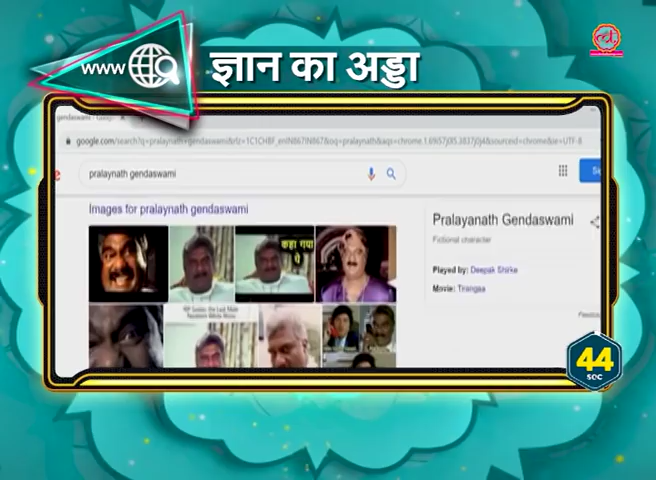 www ज्ञान का अड्डा
pralaynath gendaswami
Images for pralaynath gendaswami
कहा गया
पे
Pralayanath Gendaswami
Fictional character
Played by: Deepak Shirke
Movie: Tirangaa
44
SEC